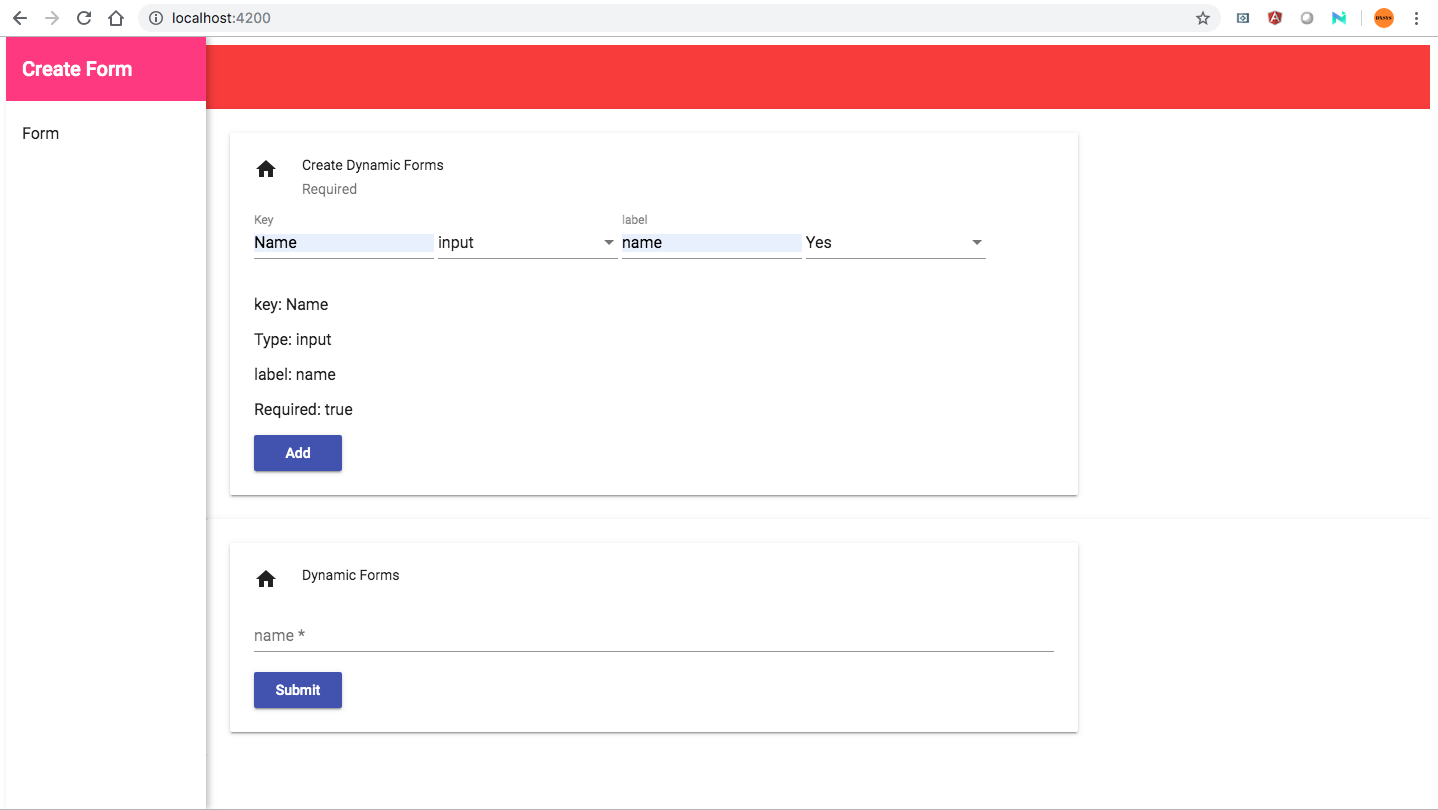 localhost:4200
Create Form
Form
Create Dynamic Forms
Required
Key label
Name input name Yes
key: Name
Type: input
label: name
Required: true
Add
Dynamic Forms
name *
Submit